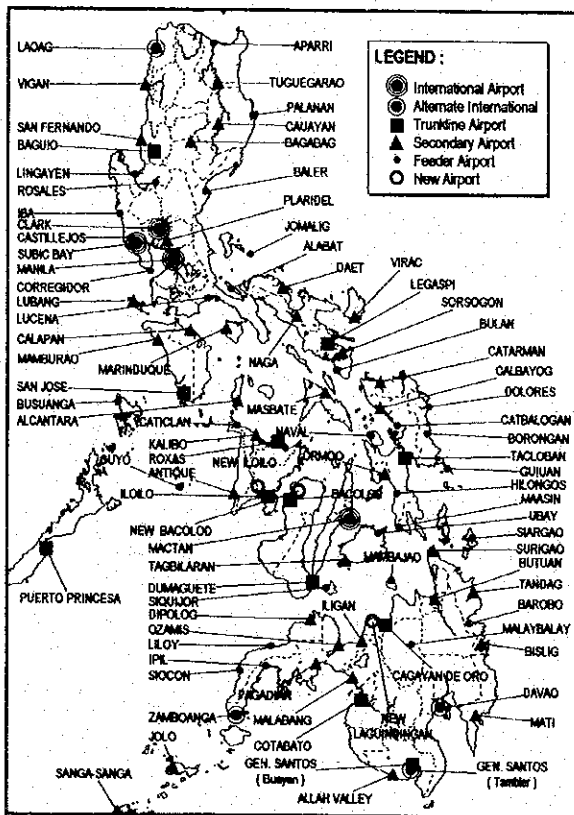 LAOAG
VIGAN
SAN FERNANDO
BAGUIO
LINGAYEN
ROSALES
IBA
CLARK
CASTILLEJOS
SUBIC BAY
MANILA
CORREGIDOR
LUBANG
LUCENA
CALAPAN
MAMBURAO
MARINDUQUE
SAN JOSE
BUSUANGA
ALCANTARA
CATICLAN
KALIBO
ROXAS
CUYO
ANTIQUE
NEW ILOILO
ILOILO
NEW BACOLOD
MACTAN
TAGBILARAN
PUERTO PRINCESA
DUMAGUETE
SIQUIJOR
DIPOLOG
OZAMIS
LILOY
IPIL
SIOCON
PAGADIAN
ZAMBOANGA
JOLO
SANGA-SANGA
MALABANG
COTABATO
GEN. SANTOS
( Buayan )
ALLAH VALLEY
APARRI
TUGUEGARAO
PALANAN
CAUAYAN
BAGABAG
BALER
PLARIDEL
JOMALIG
ALABAT
DAET
VIRAC
LEGASPI
SORSOGON
BULAN
NAGA
MASBATE
CATARMAN
CALBAYOG
DOLORES
CATBALOGAN
NAVAL
BORONGAN
TACLOBAN
ORMOC
GUIUAN
HILONGOS
BACOLOD
MAASIN
UBAY
SIARGAO
MAMBAJAO
SURIGAO
BUTUAN
TANDAG
ILIGAN
BAROBO
MALAYBALAY
BISLIG
CAGAYAN DE ORO
DAVAO
NEW
LAGUINDINGAN
MATI
GEN. SANTOS
( Tambler )
LEGEND :
International Airport
Alternate International
Trunkline Airport
Secondary Airport
Feeder Airport
New Airport